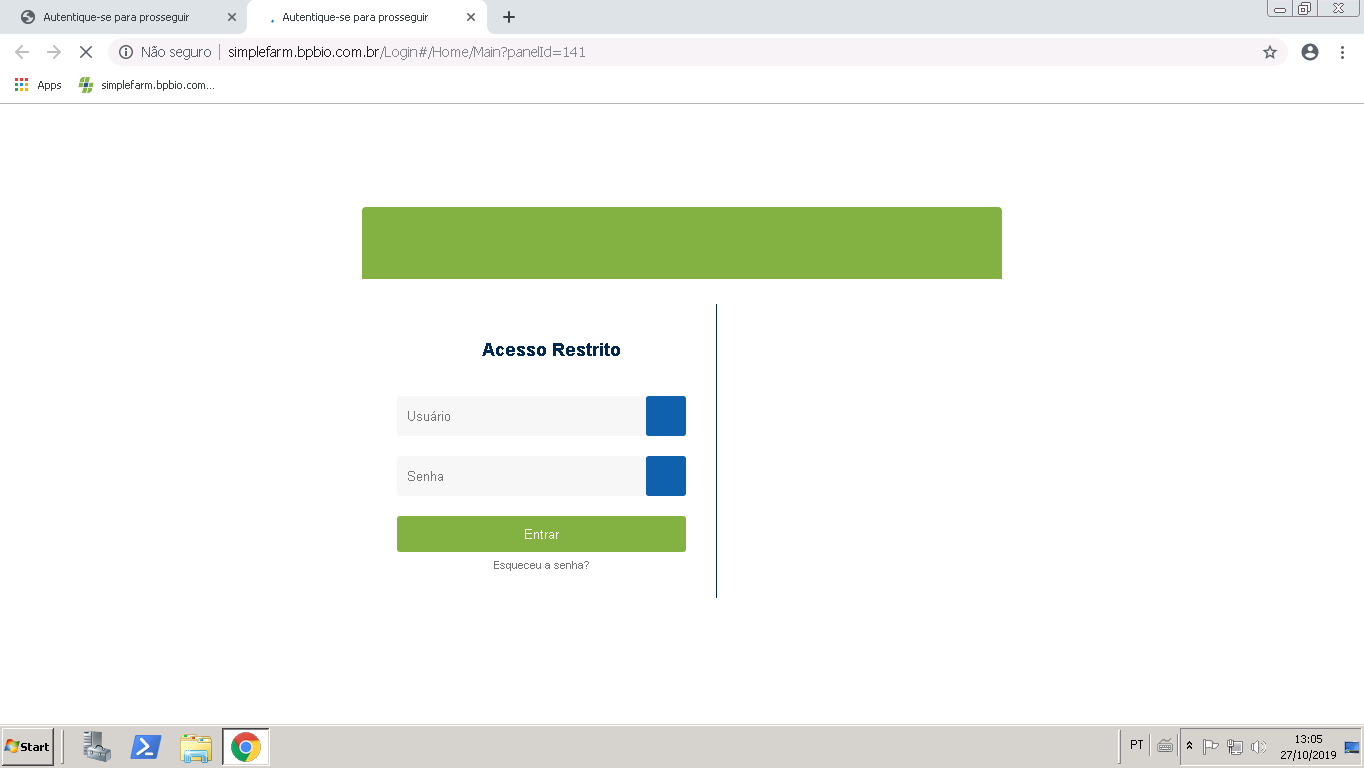 Autentique-se para prosseguir
Autentique-se para prosseguir
Não seguro simplefarm.bpbio.com.br/Login#/Home/Main?panelId=141
Apps simplefarm.bpbio.com...
Acesso Restrito
Usuário
Senha
Entrar
Esqueceu a senha?
Start
PT
13:05
27/10/2019